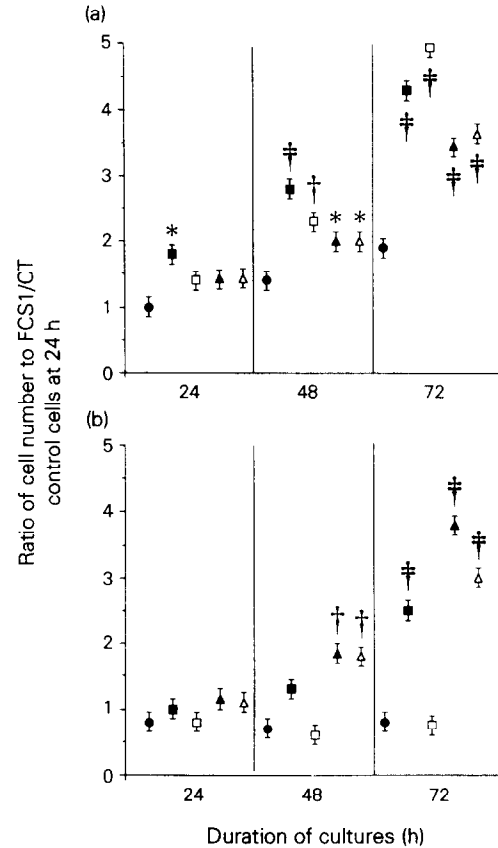 (a)
5
4
3
2
1
0
24
48
72
(b)
5
4
3
2
1
0
24
48
72
Ratio of cell number to FCS1/CT
control cells at 24 h
Duration of cultures (h)
* ‡ † * * ‡ ‡ ‡ ‡
† † ‡ ‡ ‡